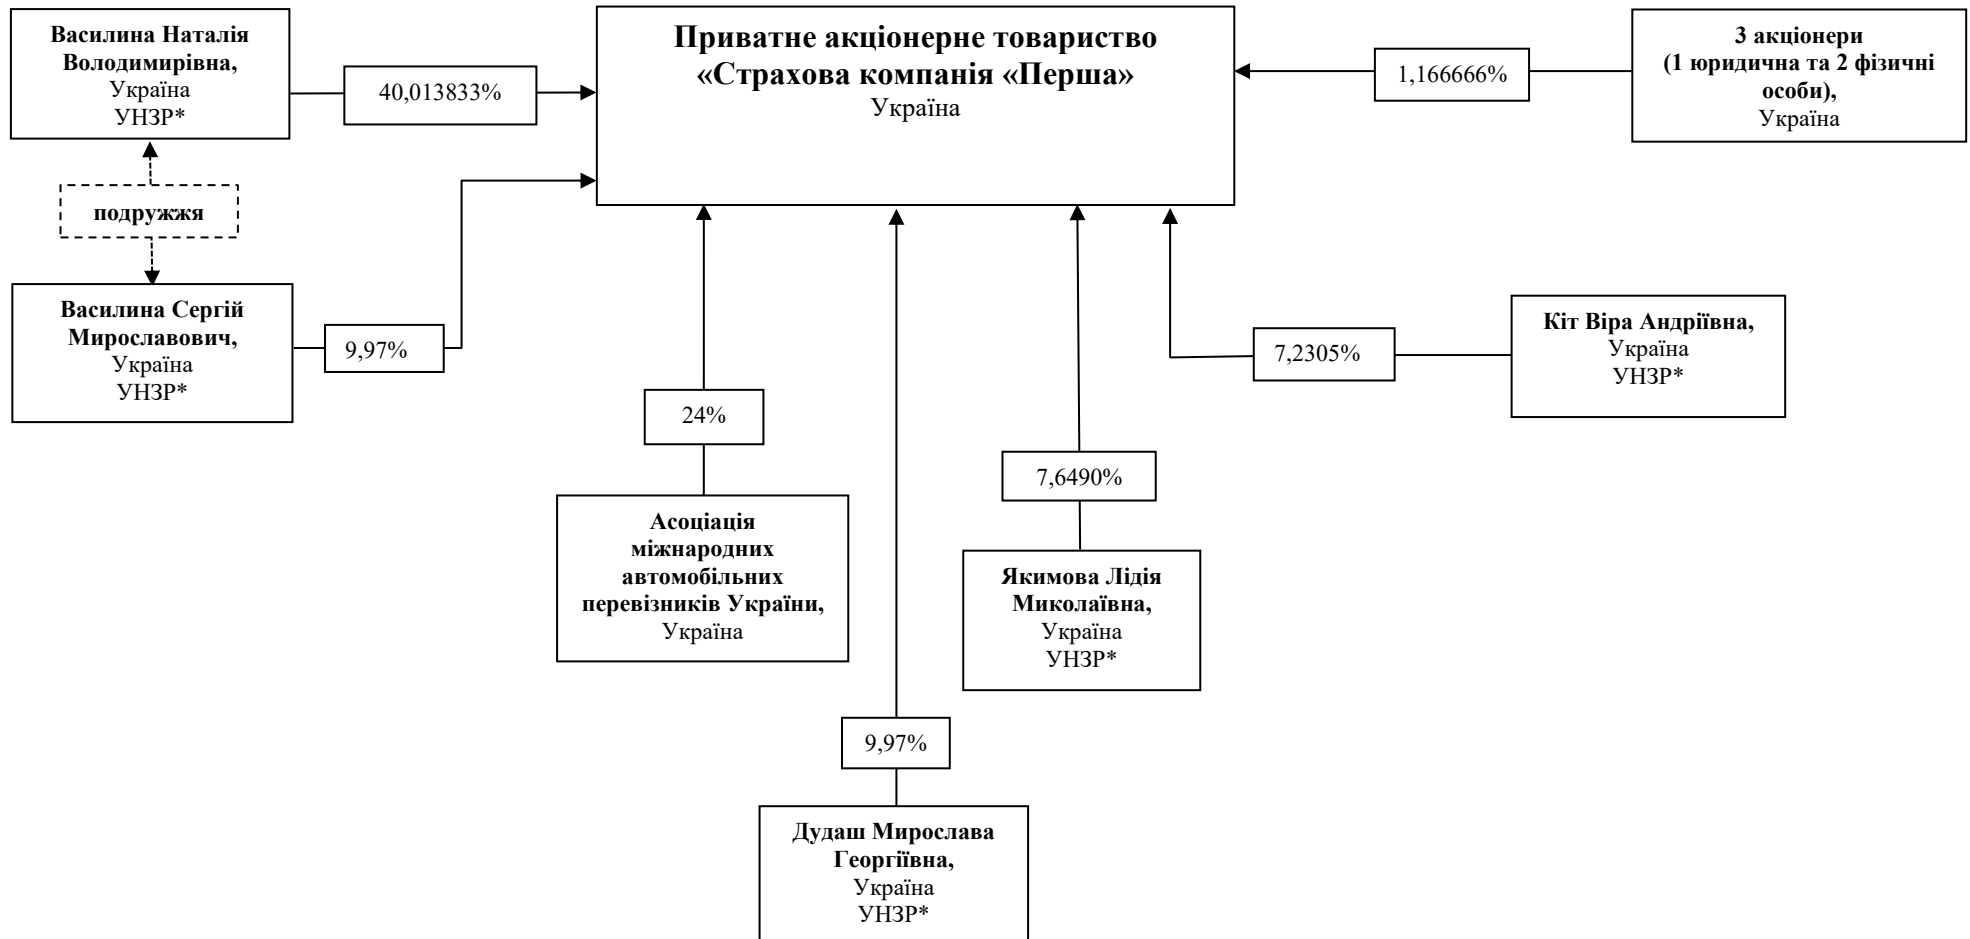 Василина Наталія
Володимирівна,
Україна
УНЗР*
40,013833%
Приватне акціонерне товариство
«Страхова компанія «Перша»
Україна
1,166666%
3 акціонери
(1 юридична та 2 фізичні
особи),
Україна
подружжя
Василина Сергій
Мирославович,
Україна
УНЗР*
9,97%
24%
Асоціація
міжнародних
автомобільних
перевізників України,
Україна
9,97%
Дудаш Мирослава
Георгіївна,
Україна
УНЗР*
7,6490%
Якимова Лідія
Миколаївна,
Україна
УНЗР*
7,2305%
Кіт Віра Андріївна,
Україна
УНЗР*